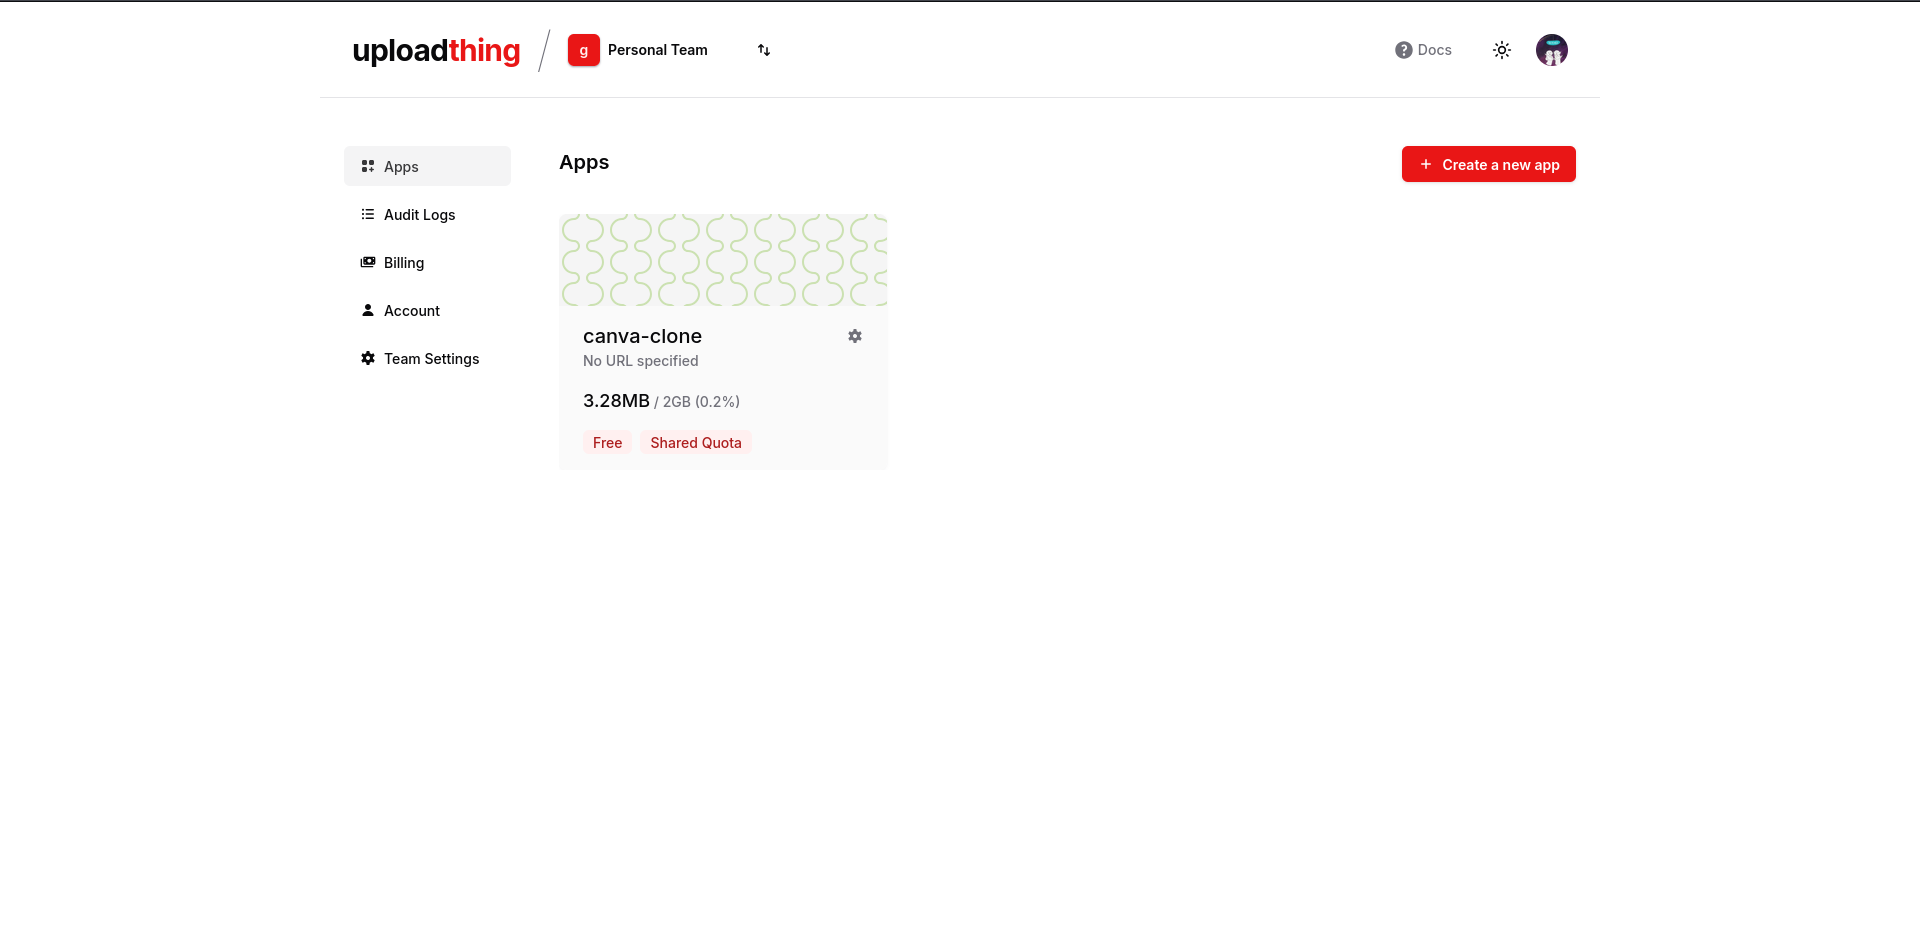 uploadthing
g Personal Team
Docs
Apps
Audit Logs
Billing
Account
Team Settings
Apps
Create a new app
canva-clone
No URL specified
3.28MB / 2GB (0.2%)
Free Shared Quota